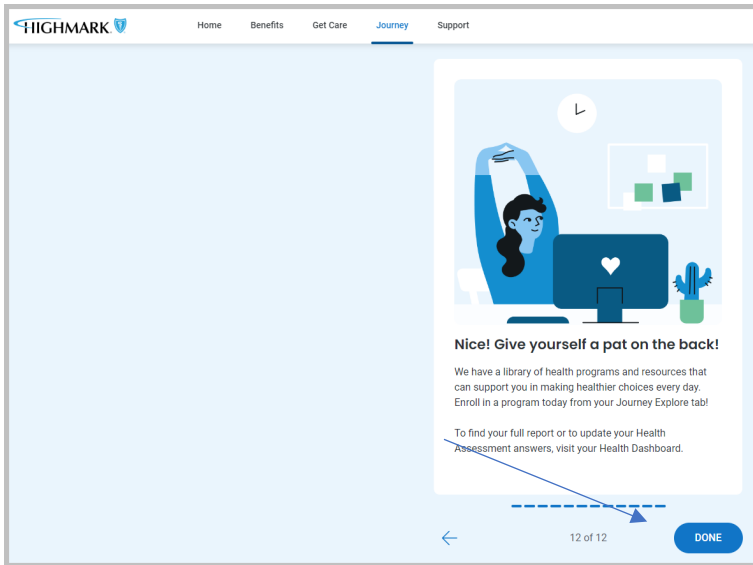 HIGHMARK
Home Benefits Get Care Journey Support
Nice! Give yourself a pat on the back!
We have a library of health programs and resources that
can support you in making healthier choices every day.
Enroll in a program today from your Journey Explore tab!
To find your full report or to update your Health
Assessment answers, visit your Health Dashboard.
12 of 12
DONE